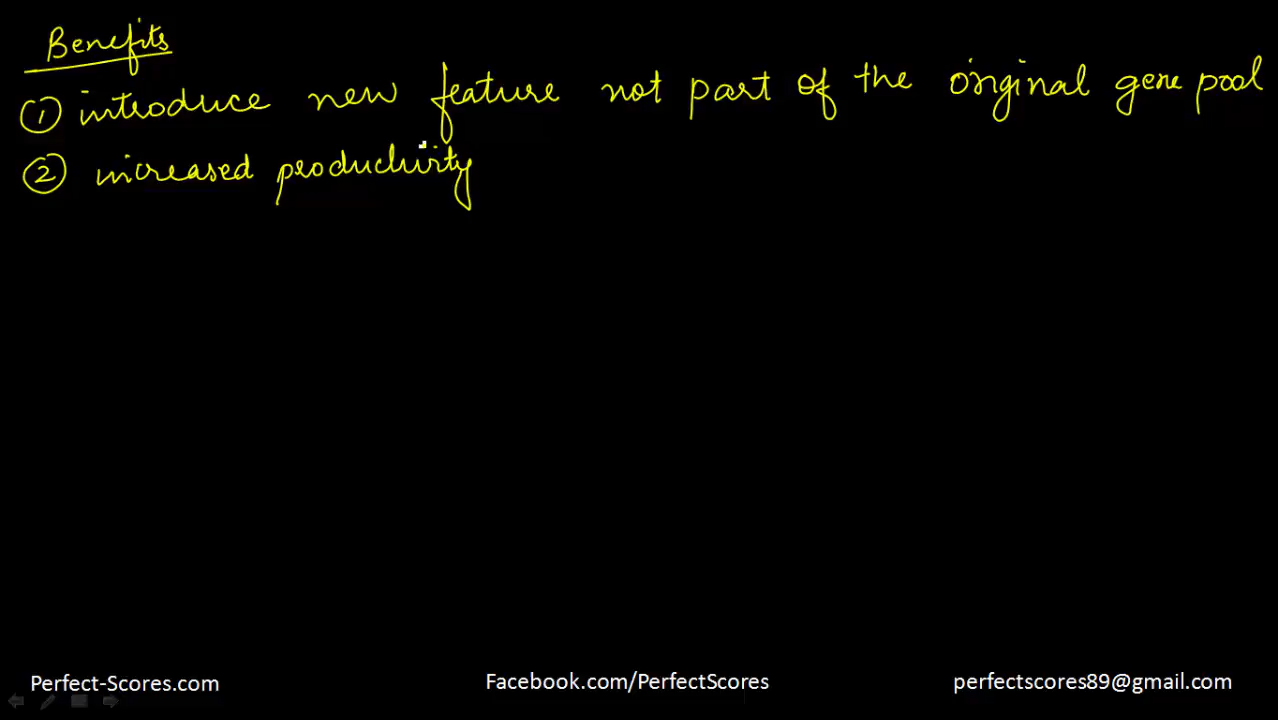 Benefits
① introduce new feature not part of the original gene pool
② increased productivity
Perfect-Scores.com
Facebook.com/PerfectScores
perfectscores89@gmail.com